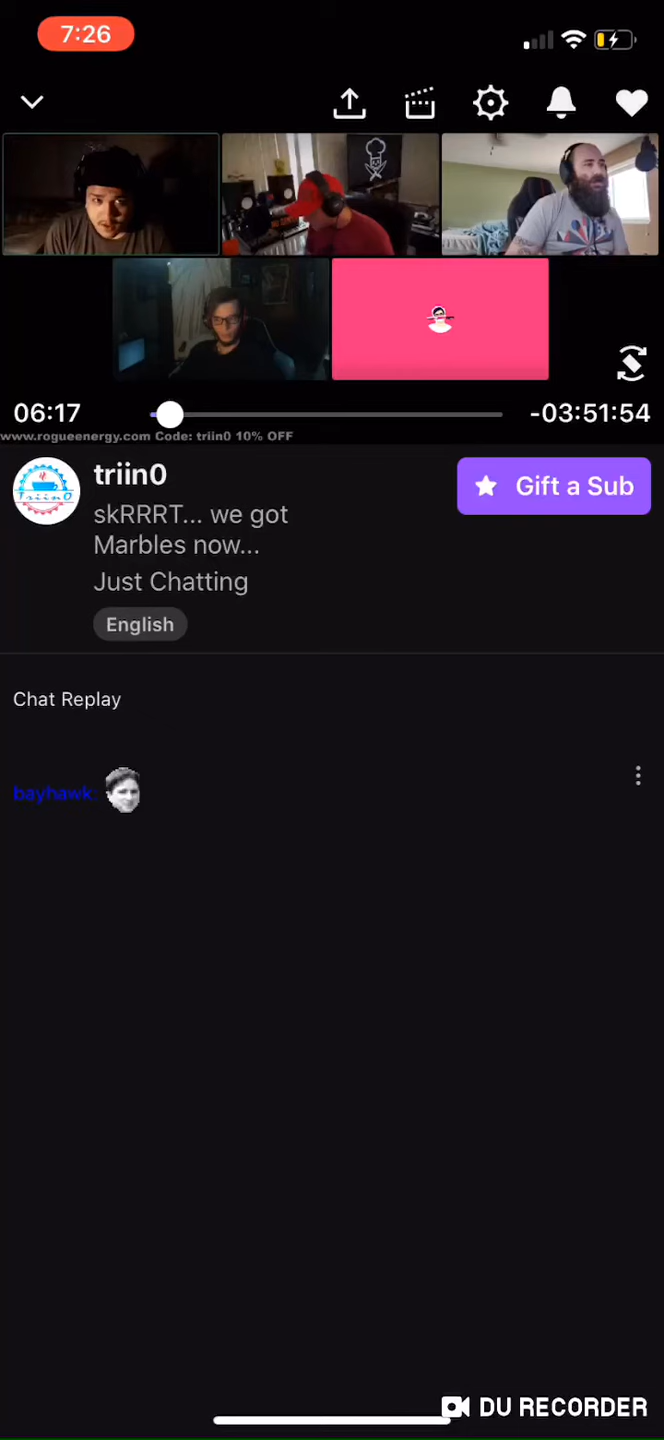 7:26
06:17
-03:51:54
www.rogueenergy.com Code: triin0 10% OFF
Triin0
triin0
Gift a Sub
skRRRT... we got
Marbles now...
Just Chatting
English
Chat Replay
bayhawk:
DU RECORDER